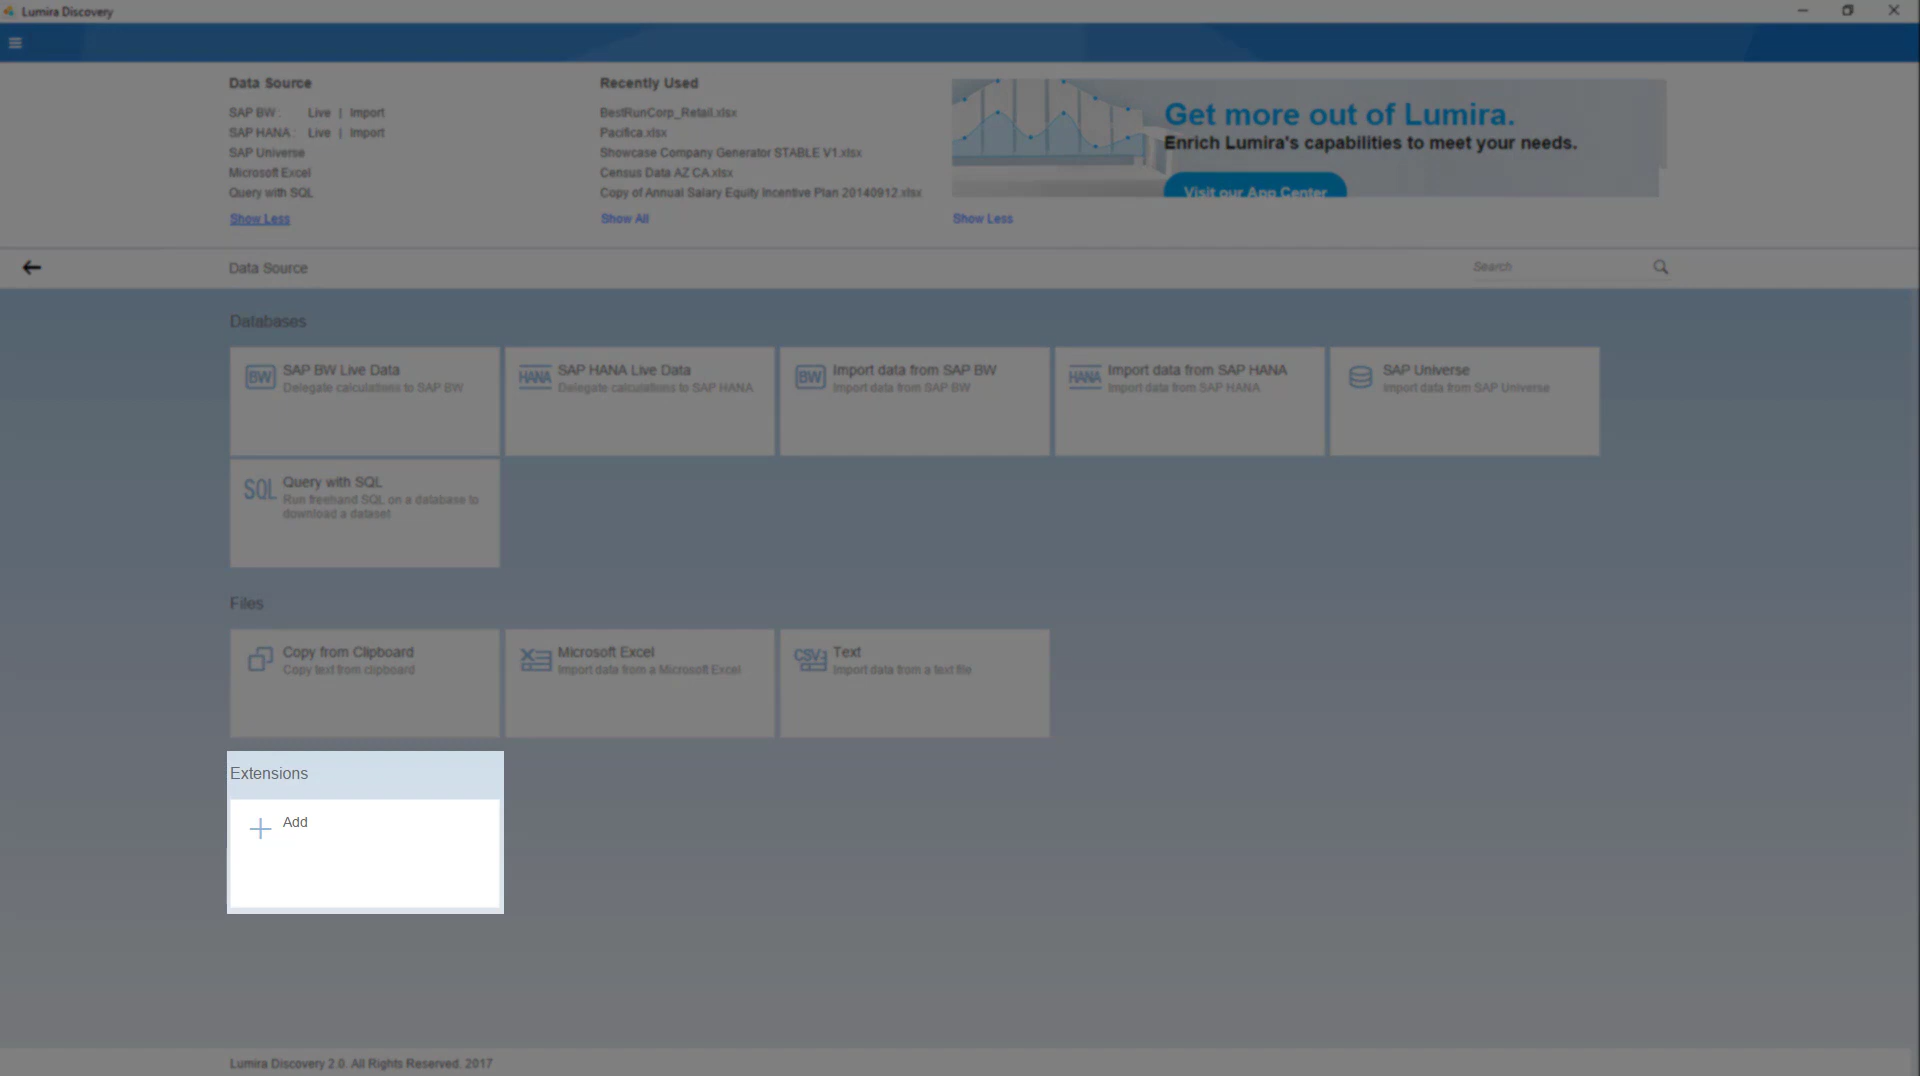 Lumira Discovery
Data Source
SAP BW : Live | Import
SAP HANA : Live | Import
SAP Universe
Microsoft Excel
Query with SQL
Show Less
Recently Used
BestRunCorp_Retail.xlsx
Pacifica.xlsx
Showcase Company Generator STABLE V1.xlsx
Census Data AZ CA.xlsx
Copy of Annual Salary Equity Incentive Plan 20140912.xlsx
Show All
Get more out of Lumira.
Enrich Lumira's capabilities to meet your needs.
Visit our App Center
Show Less
Data Source
Search
Databases
BW
SAP BW Live Data
Delegate calculations to SAP BW
HANA
SAP HANA Live Data
Delegate calculations to SAP HANA
BW
Import data from SAP BW
Import data from SAP BW
HANA
Import data from SAP HANA
Import data from SAP HANA
SAP Universe
Import data from SAP Universe
SQL
Query with SQL
Run freehand SQL on a database to
download a dataset
Files
Copy from Clipboard
Copy text from clipboard
Microsoft Excel
Import data from a Microsoft Excel
CSV
Text
Import data from a text file
Extensions
Add
Lumira Discovery 2.0. All Rights Reserved. 2017